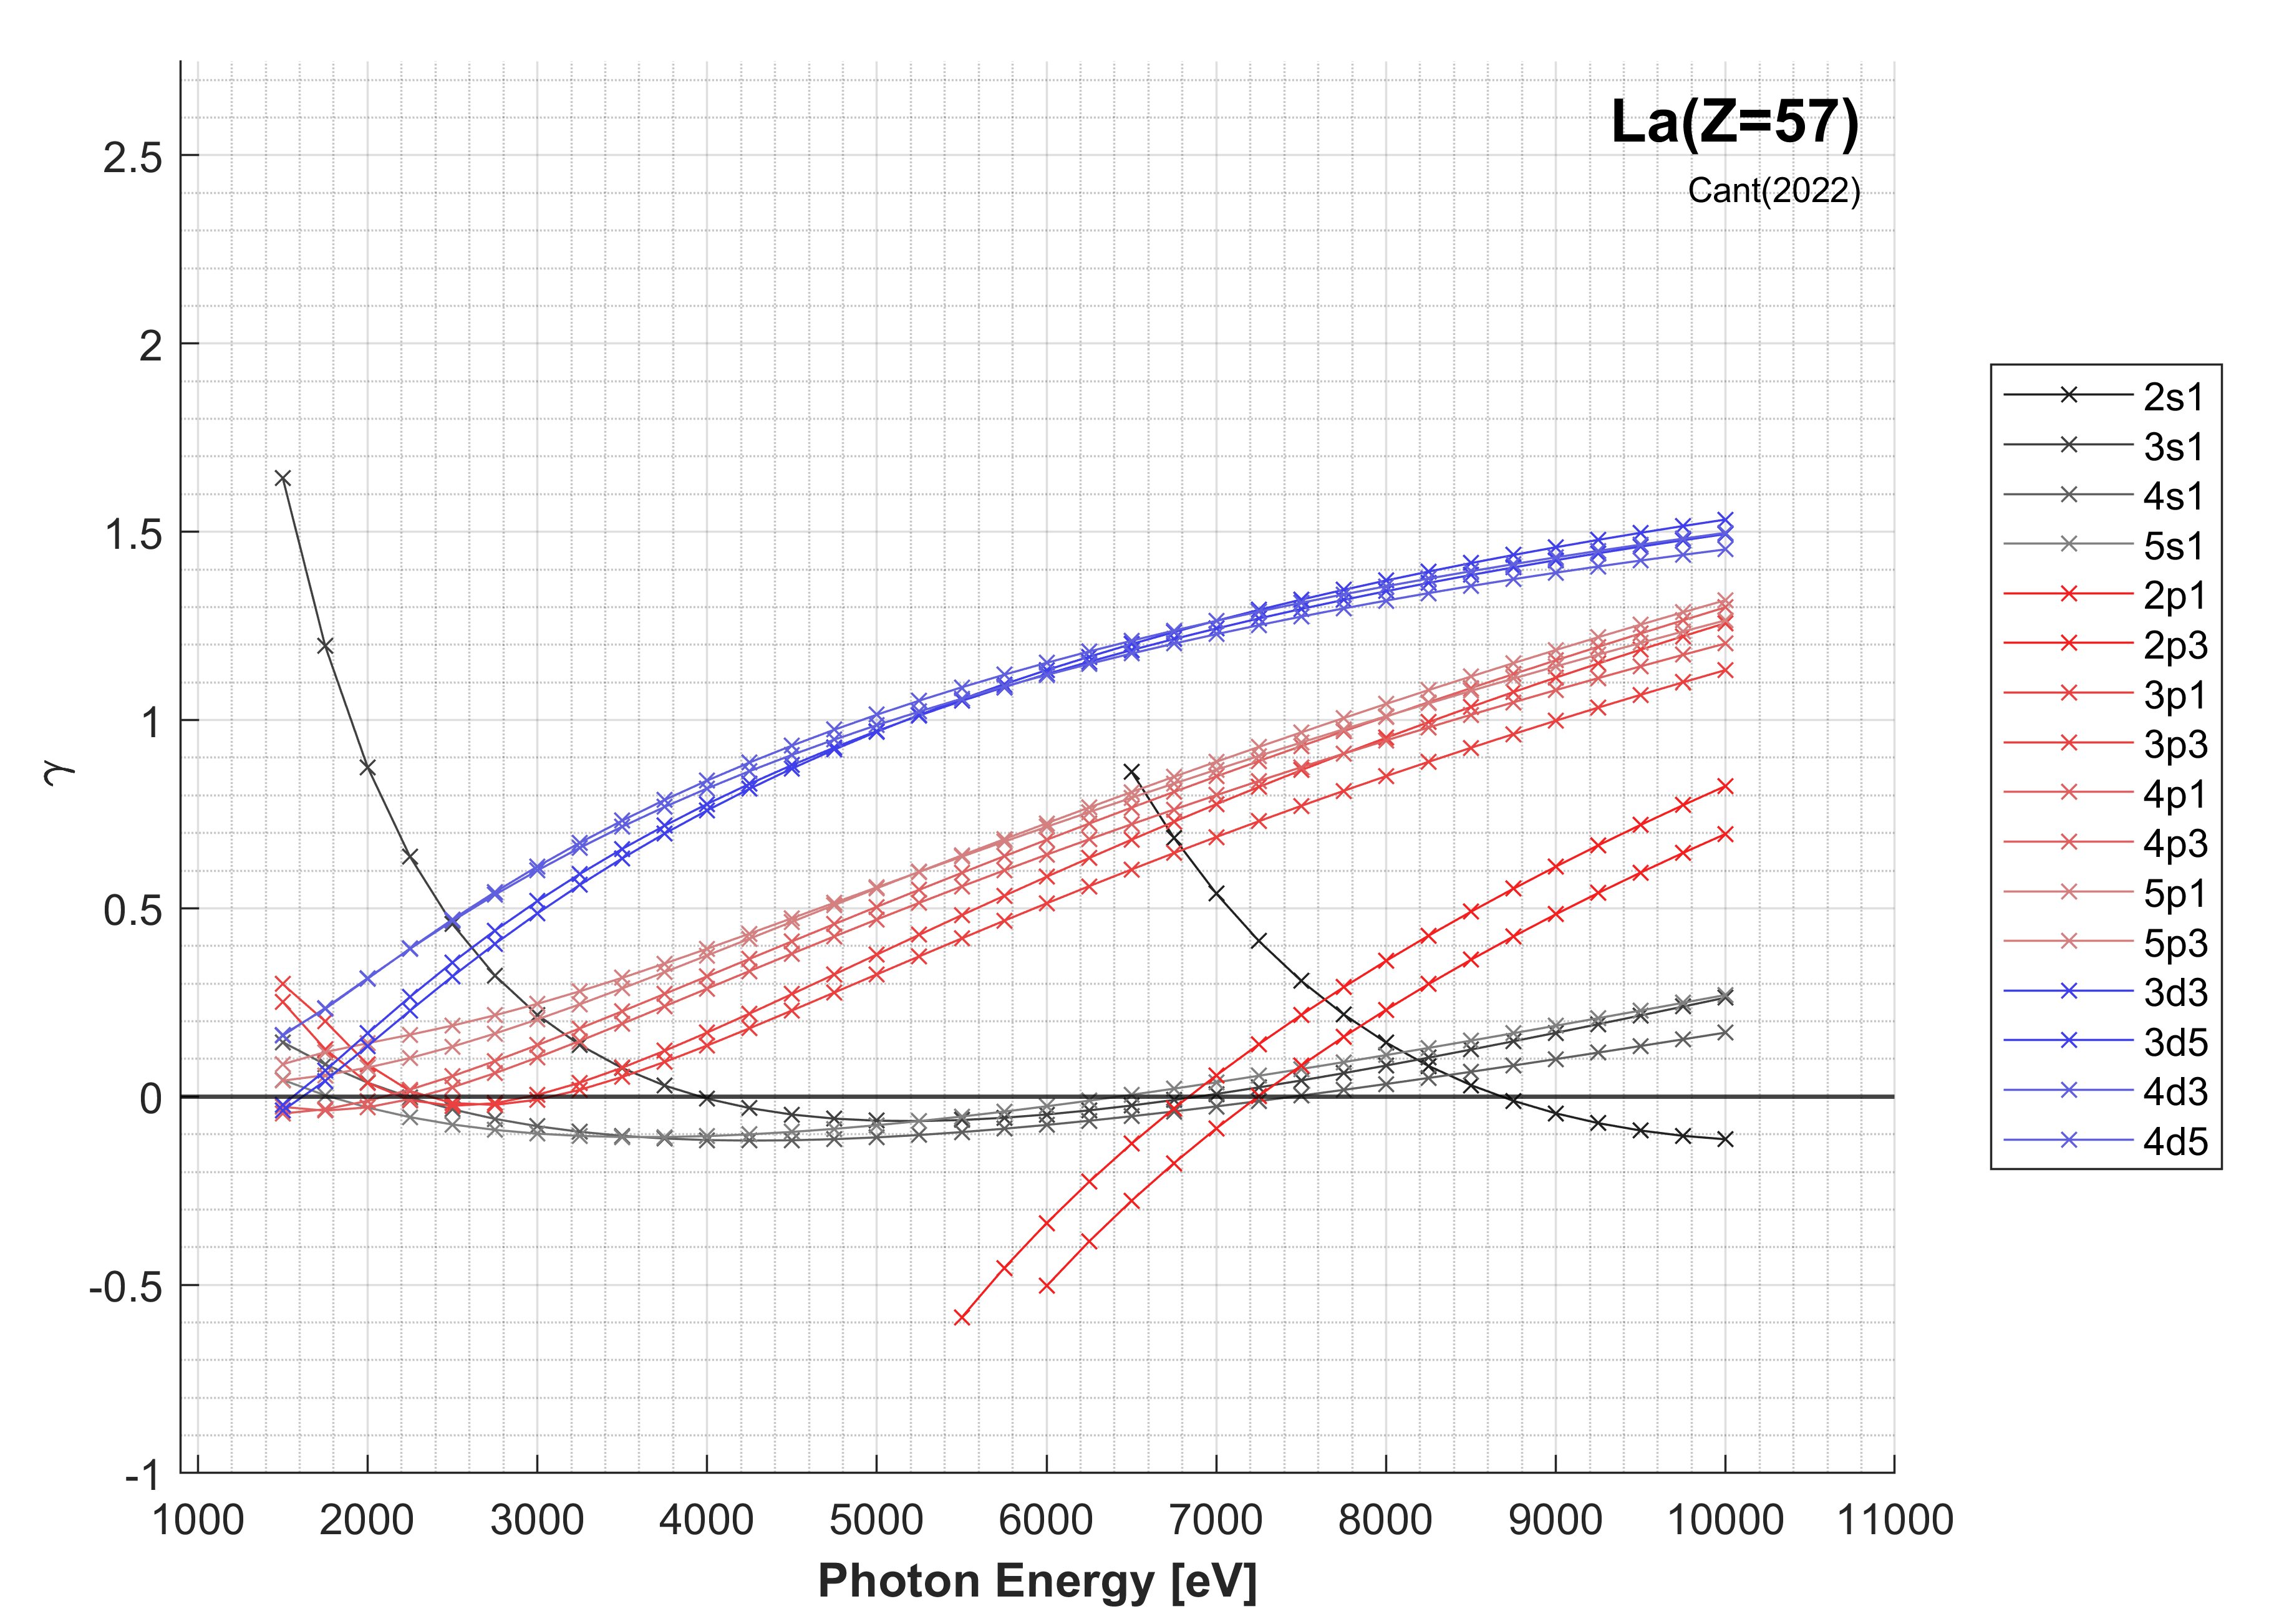 La(Z=57)
Cant(2022)
2.5
2
1.5
1
0.5
0
-0.5
-1
γ
1000 2000 3000 4000 5000 6000 7000 8000 9000 10000 11000
Photon Energy [eV]
2s1
3s1
4s1
5s1
2p1
2p3
3p1
3p3
4p1
4p3
5p1
5p3
3d3
3d5
4d3
4d5